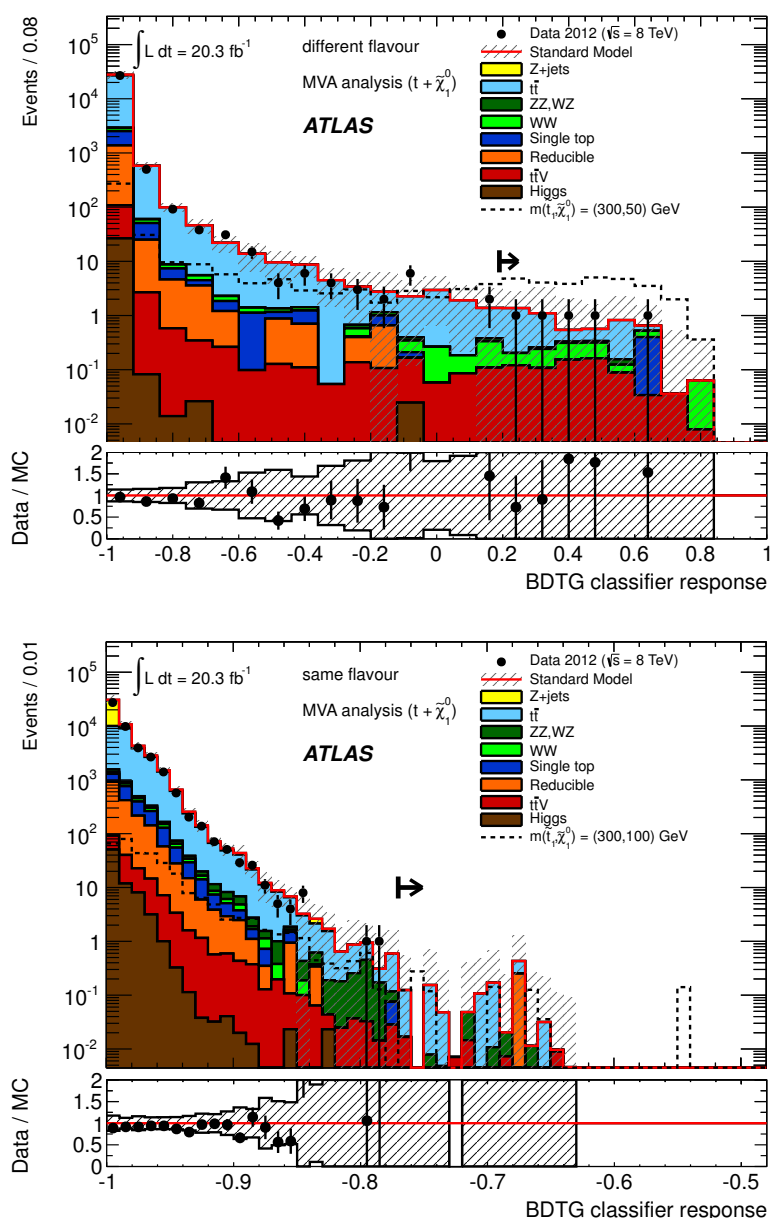 Events / 0.08
10⁵
10⁴
10³
10²
10
1
10⁻¹
10⁻²
∫ L dt = 20.3 fb⁻¹
different flavour
MVA analysis (t + χ̃₁⁰)
ATLAS
Data 2012 (√s = 8 TeV)
Standard Model
Z+jets
tt̄
ZZ,WZ
WW
Single top
Reducible
tt̄V
Higgs
m(t̃₁,χ̃₁⁰) = (300,50) GeV
Data / MC
2
1.5
1
0.5
0
-1 -0.8 -0.6 -0.4 -0.2 0 0.2 0.4 0.6 0.8 1
BDTG classifier response
Events / 0.01
10⁵
10⁴
10³
10²
10
1
10⁻¹
10⁻²
∫ L dt = 20.3 fb⁻¹
same flavour
MVA analysis (t + χ̃₁⁰)
ATLAS
Data 2012 (√s = 8 TeV)
Standard Model
Z+jets
tt̄
ZZ,WZ
WW
Single top
Reducible
tt̄V
Higgs
m(t̃₁,χ̃₁⁰) = (300,100) GeV
Data / MC
2
1.5
1
0.5
0
-1 -0.9 -0.8 -0.7 -0.6 -0.5
BDTG classifier response